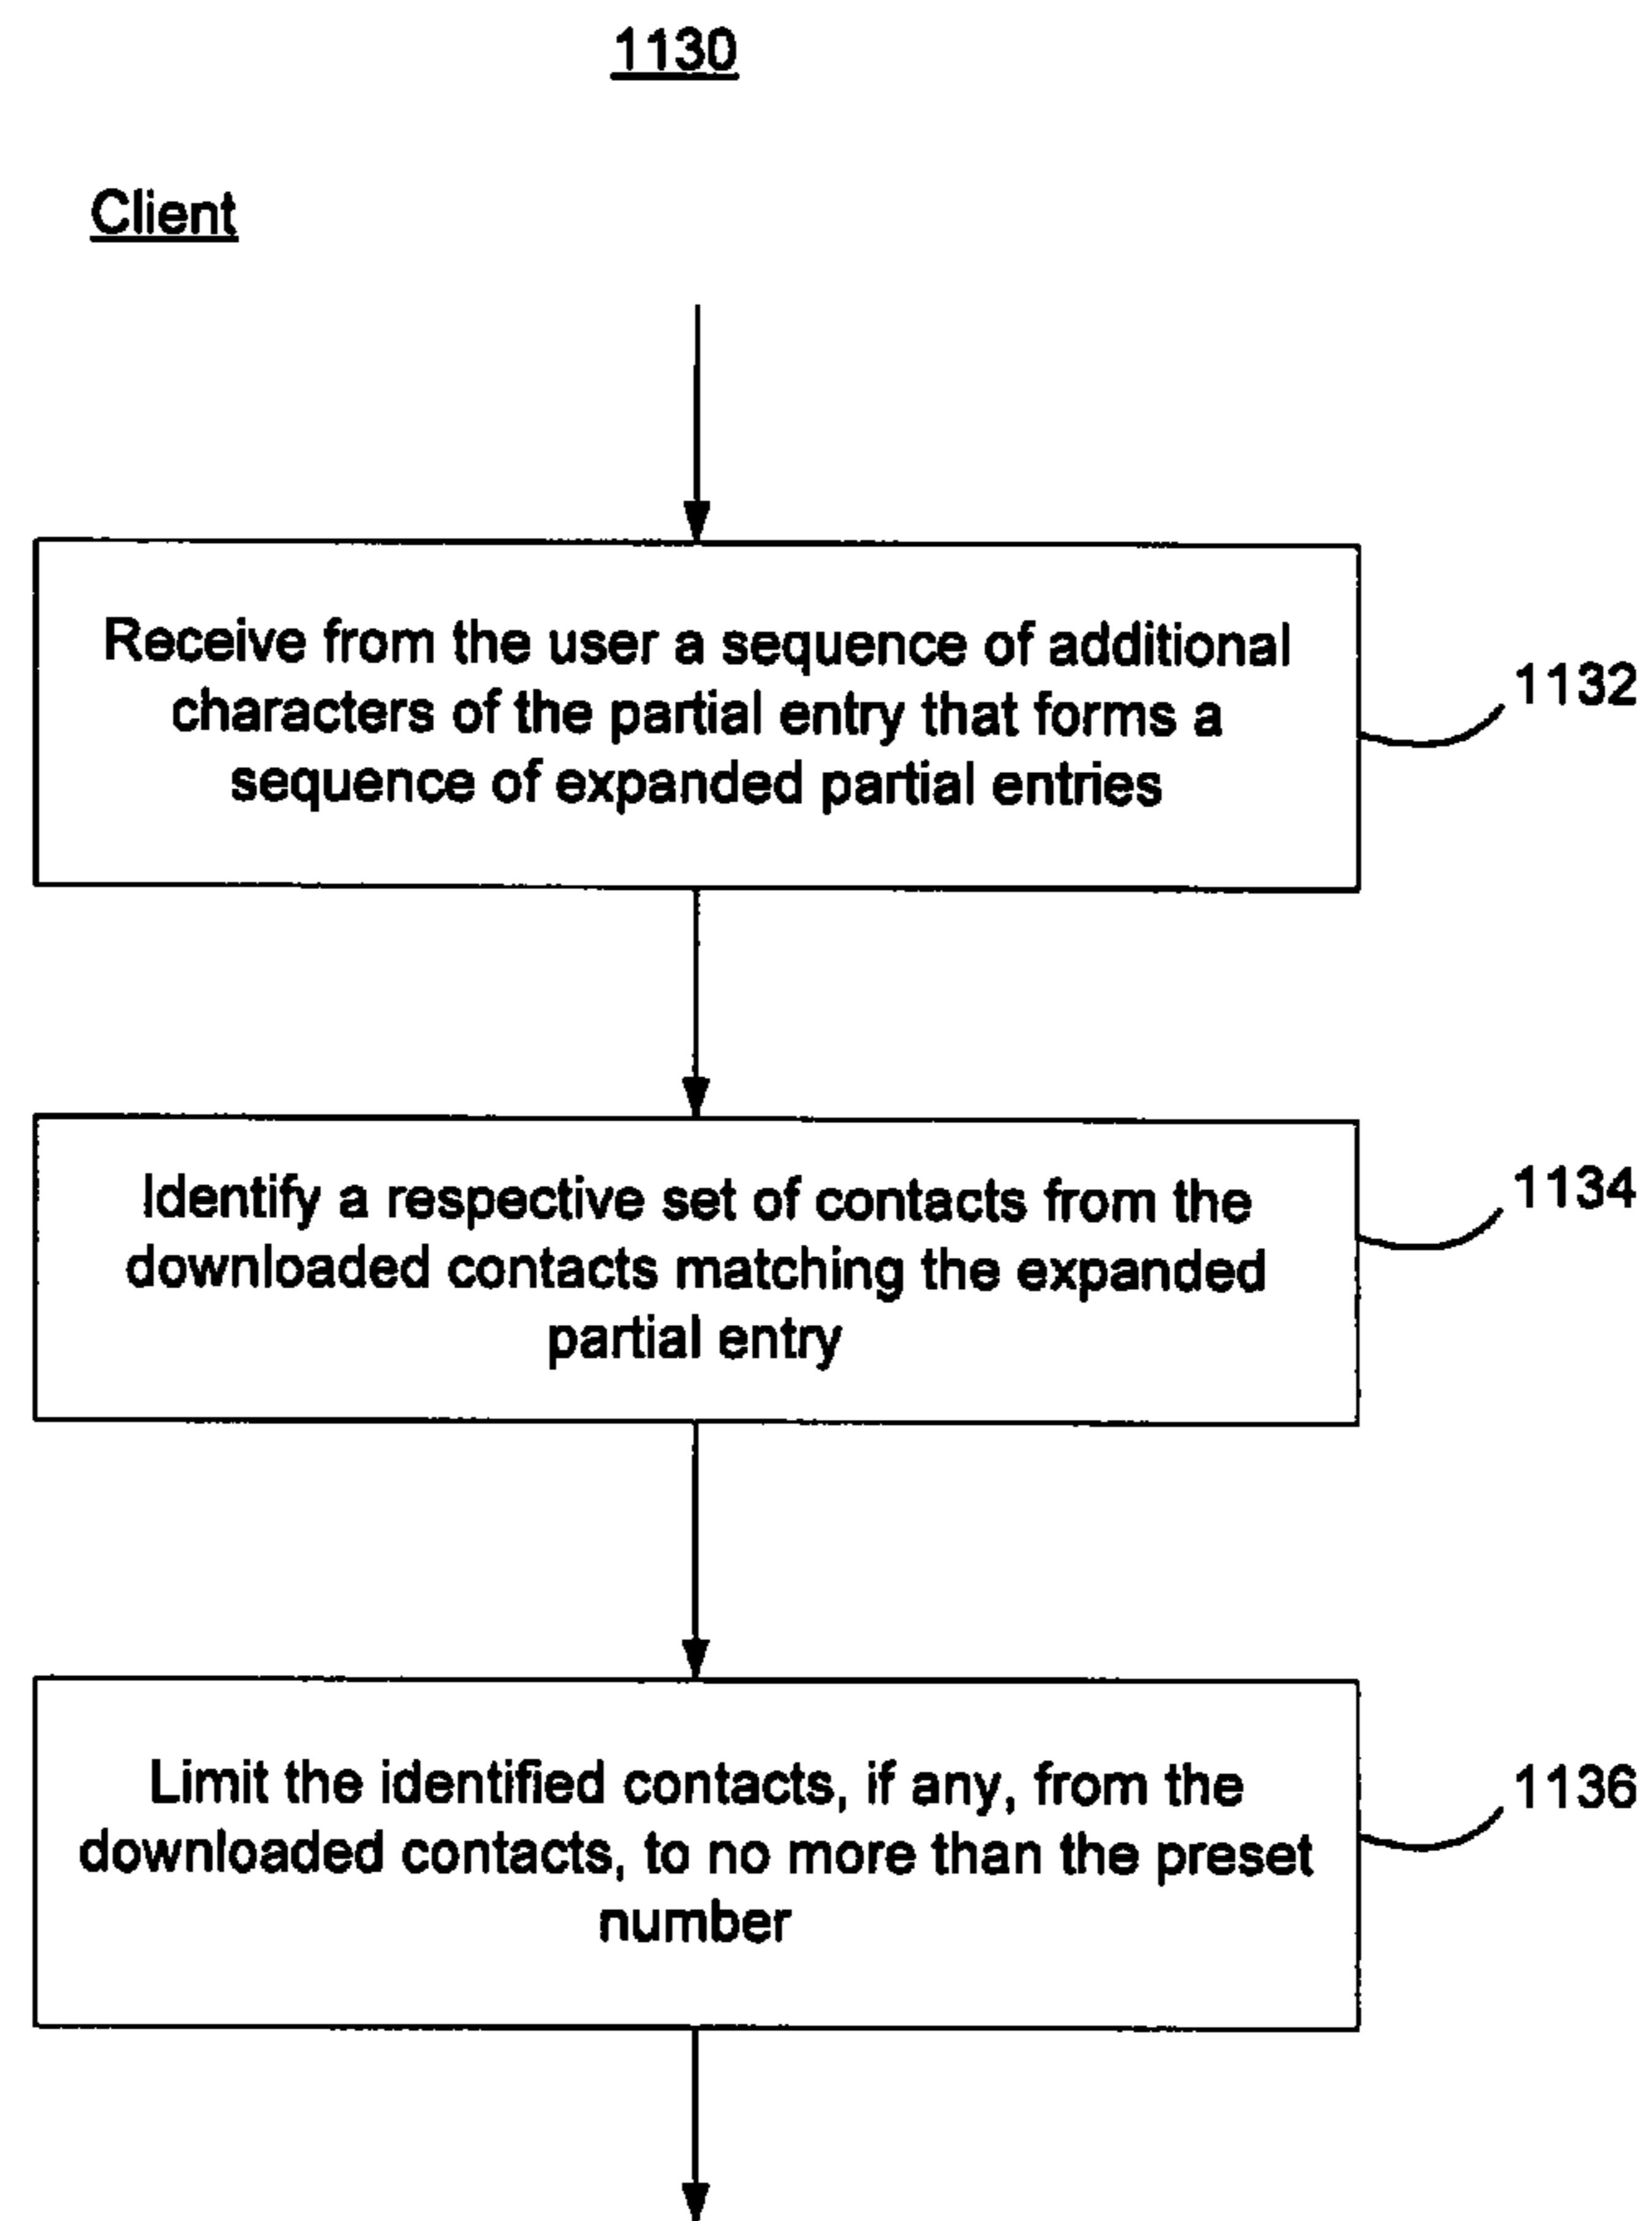 1130
Client
Receive from the user a sequence of additional
characters of the partial entry that forms a
sequence of expanded partial entries
1132
Identify a respective set of contacts from the
downloaded contacts matching the expanded
partial entry
1134
Limit the identified contacts, if any, from the
downloaded contacts, to no more than the preset
number
1136